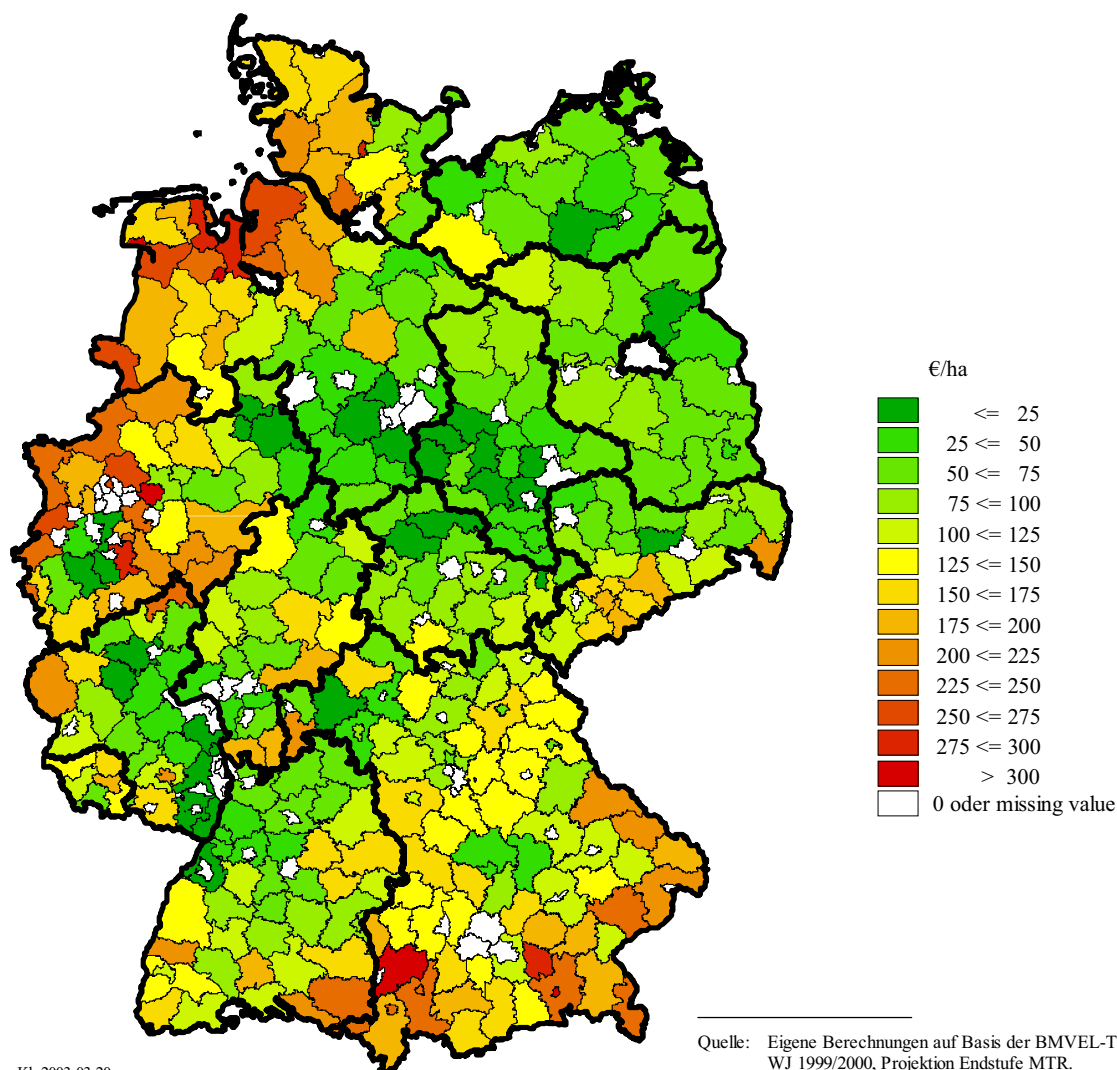 €/ha
<= 25
25 <= 50
50 <= 75
75 <= 100
100 <= 125
125 <= 150
150 <= 175
175 <= 200
200 <= 225
225 <= 250
250 <= 275
275 <= 300
> 300
0 oder missing value
Quelle: Eigene Berechnungen auf Basis der BMVEL-T
WJ 1999/2000, Projektion Endstufe MTR.